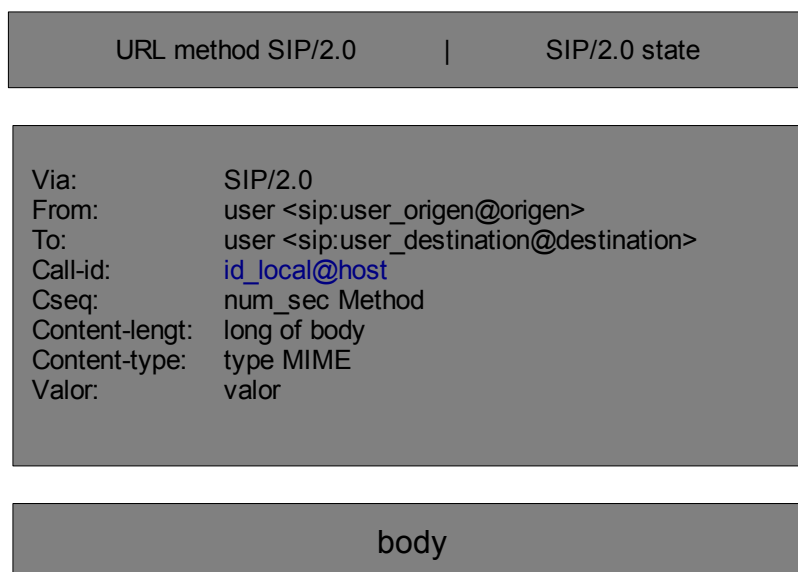 URL method SIP/2.0 | SIP/2.0 state
Via: SIP/2.0
From: user <sip:user_origen@origen>
To: user <sip:user_destination@destination>
Call-id: id_local@host
Cseq: num_sec Method
Content-lengt: long of body
Content-type: type MIME
Valor: valor
body